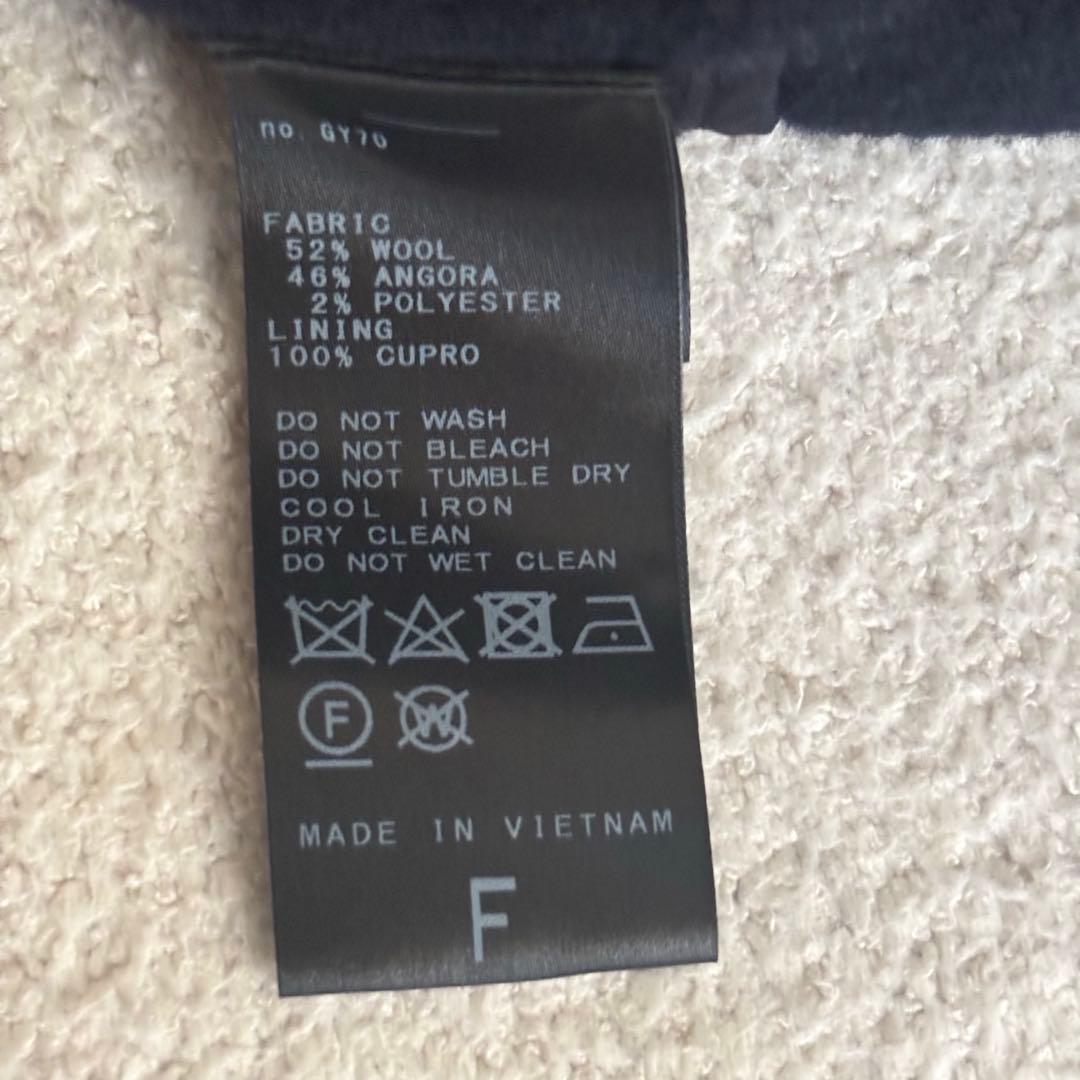 no. GY76
FABRIC
52% WOOL
46% ANGORA
2% POLYESTER
LINING
100% CUPRO
DO NOT WASH
DO NOT BLEACH
DO NOT TUMBLE DRY
COOL IRON
DRY CLEAN
DO NOT WET CLEAN
F W
MADE IN VIETNAM
F